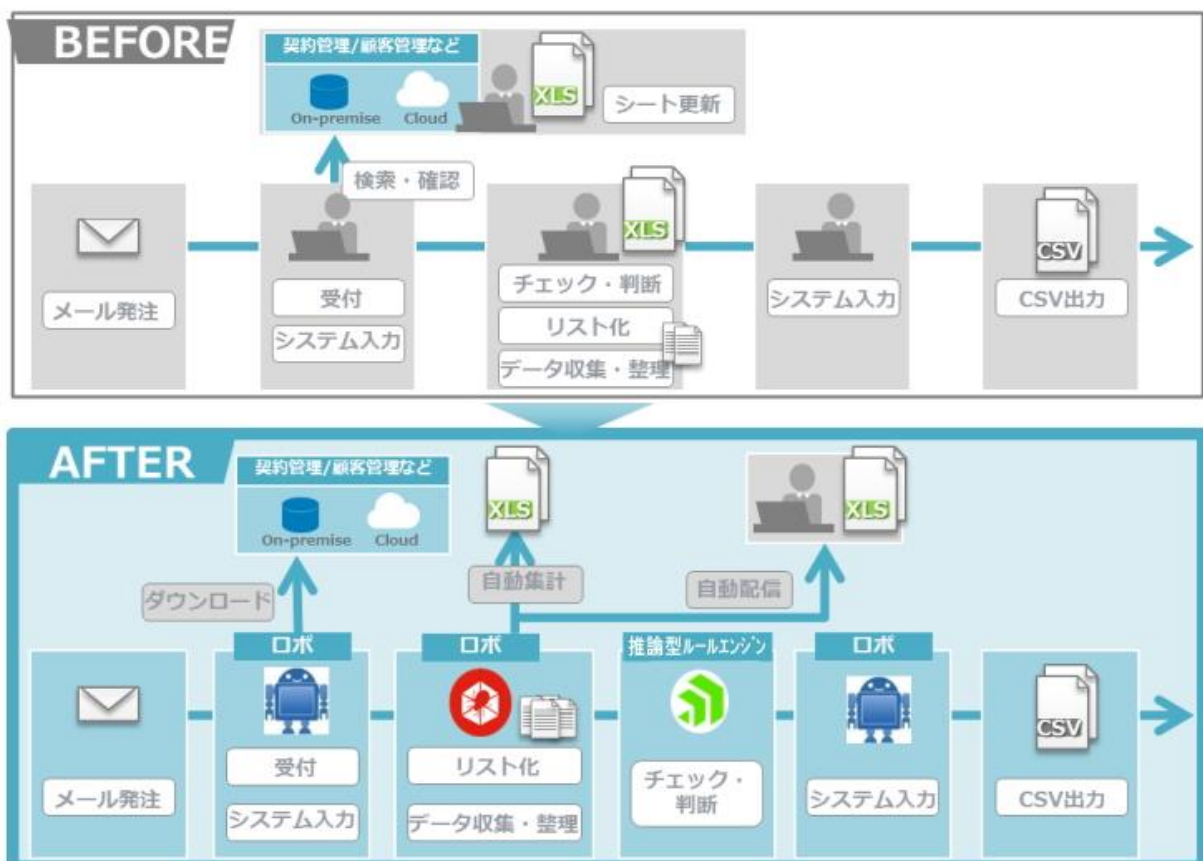 BEFORE
契約管理/顧客管理など
On-premise
Cloud
XLS
シート更新
検索・確認
メール発注
受付
システム入力
XLS
チェック・判断
リスト化
データ収集・整理
システム入力
CSV
CSV出力
AFTER
契約管理/顧客管理など
On-premise
Cloud
XLS
XLS
ダウンロード
自動集計
自動配信
メール発注
ロボ
受付
システム入力
ロボ
リスト化
データ収集・整理
推論型ルールエンジン
チェック・
判断
ロボ
システム入力
CSV
CSV出力